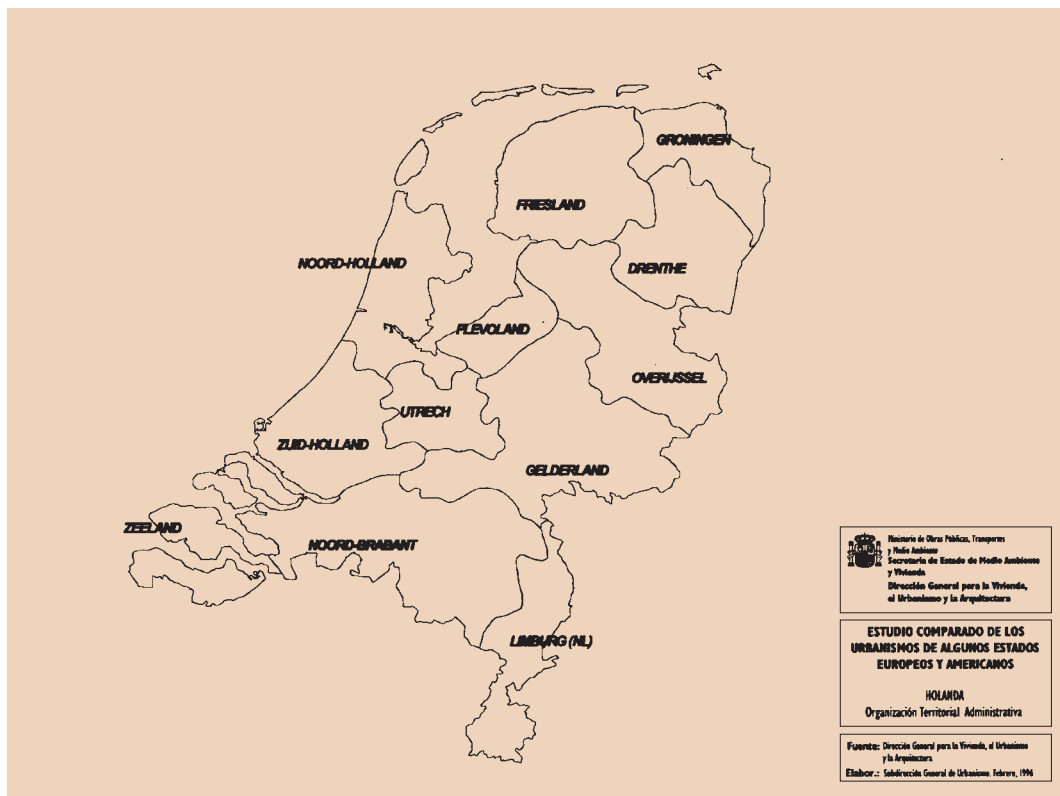 GRONINGEN
FRIESLAND
NOORD-HOLLAND
DRENTHE
FLEVOLAND
OVERIJSSEL
UTRECH
ZUID-HOLLAND
GELDERLAND
ZEELAND
NOORD-BRABANT
LIMBURG (NL)
Ministerio de Obras Públicas, Transportes
y Medio Ambiente
Secretaría de Estado de Medio Ambiente
y Vivienda
Dirección General para la Vivienda,
el Urbanismo y la Arquitectura
ESTUDIO COMPARADO DE LOS
URBANISMOS DE ALGUNOS ESTADOS
EUROPEOS Y AMERICANOS
HOLANDA
Organización Territorial Administrativa
Fuente: Dirección General para la Vivienda, el Urbanismo
y la Arquitectura
Elabor.: Subdirección General de Urbanismo. Febrero, 1996